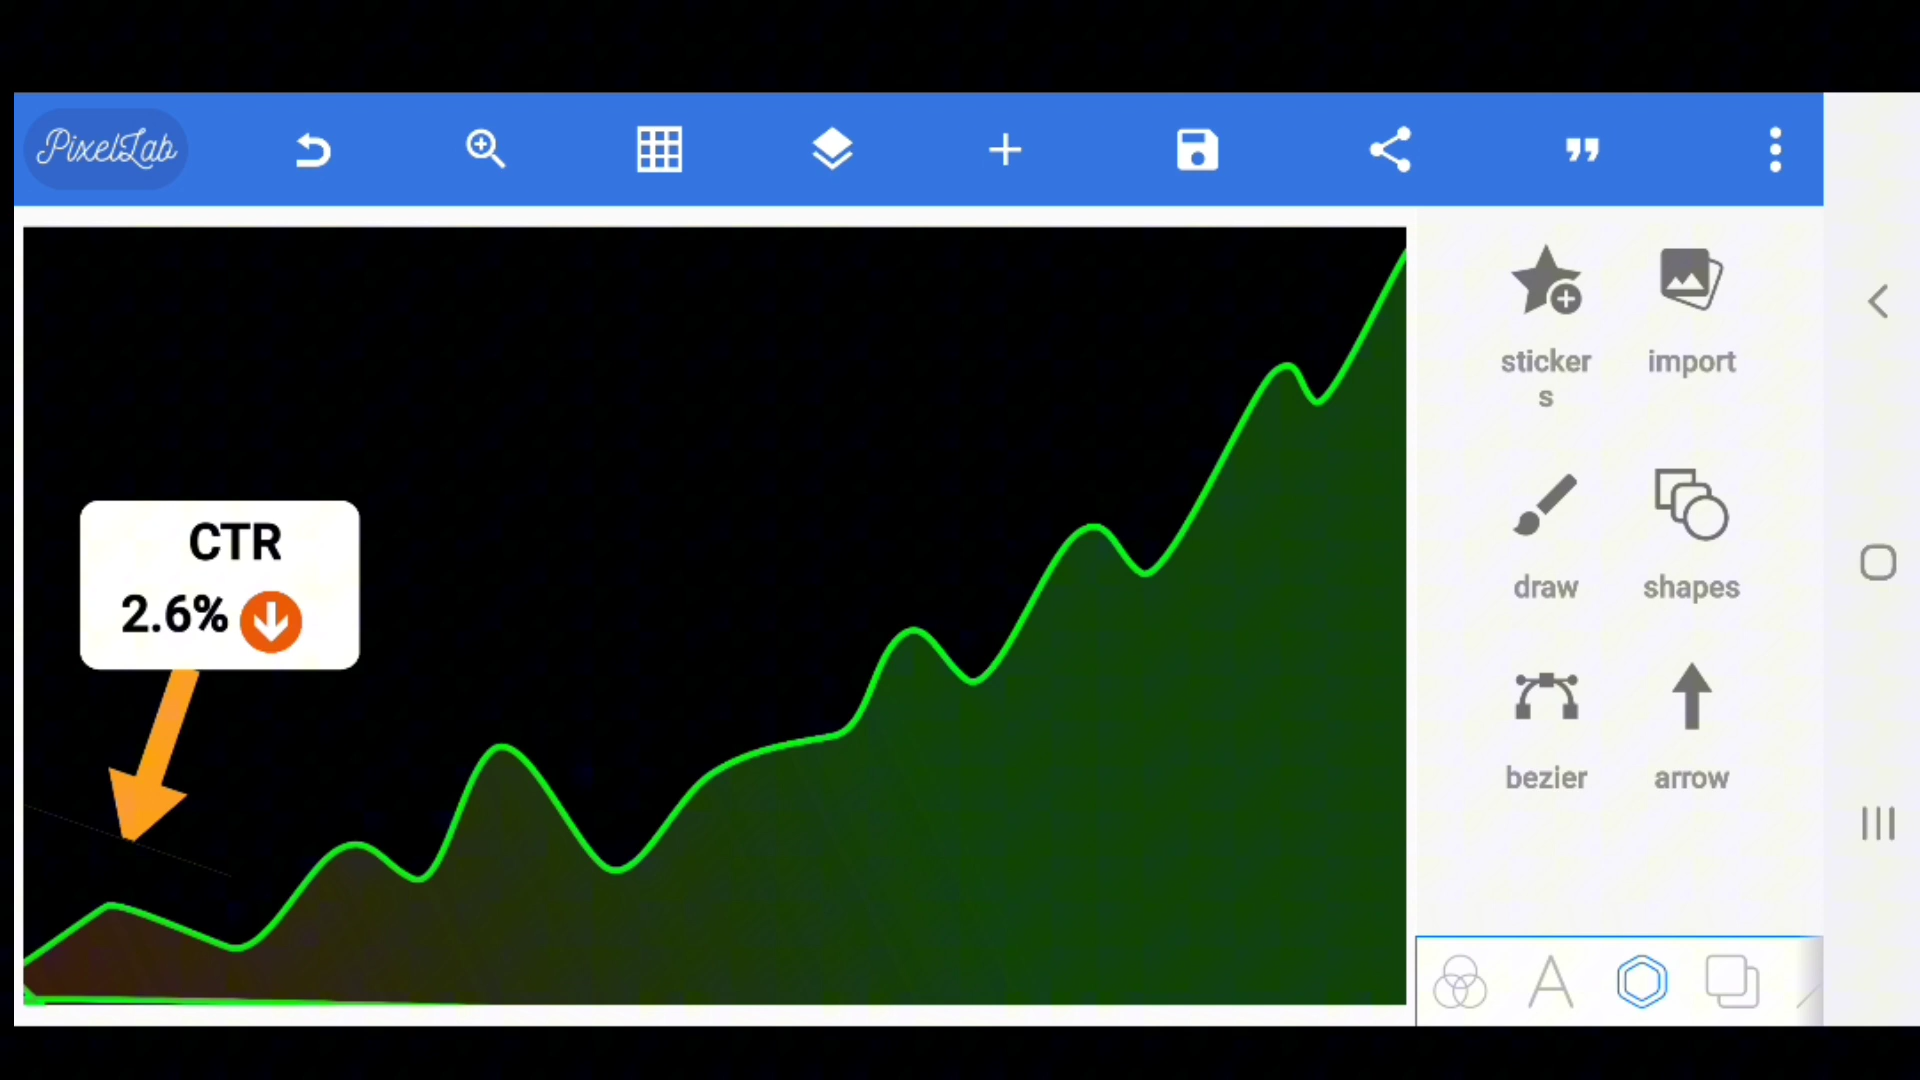 PixelLab
CTR
2.6%
sticker
s
import
draw
shapes
bezier
arrow